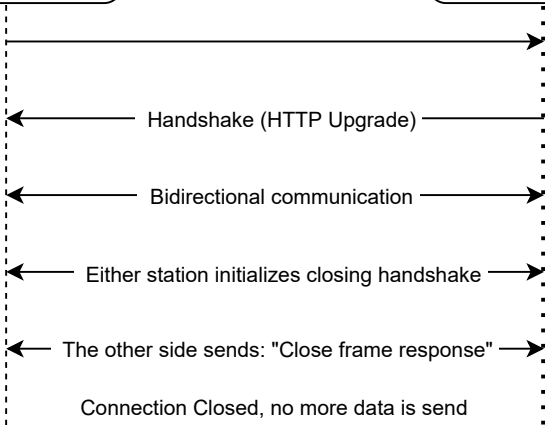 Handshake (HTTP Upgrade)
Bidirectional communication
Either station initializes closing handshake
The other side sends: "Close frame response"
Connection Closed, no more data is send